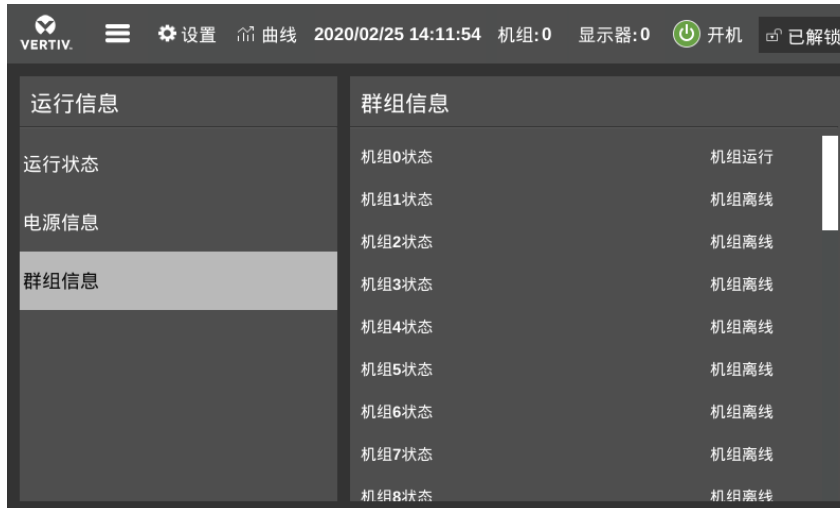 VERTIV. 设置 曲线 2020/02/25 14:11:54 机组:0 显示器:0 开机 已解锁
运行信息
运行状态
电源信息
群组信息
群组信息
机组0状态 机组运行
机组1状态 机组离线
机组2状态 机组离线
机组3状态 机组离线
机组4状态 机组离线
机组5状态 机组离线
机组6状态 机组离线
机组7状态 机组离线
机组8状态 机组离线